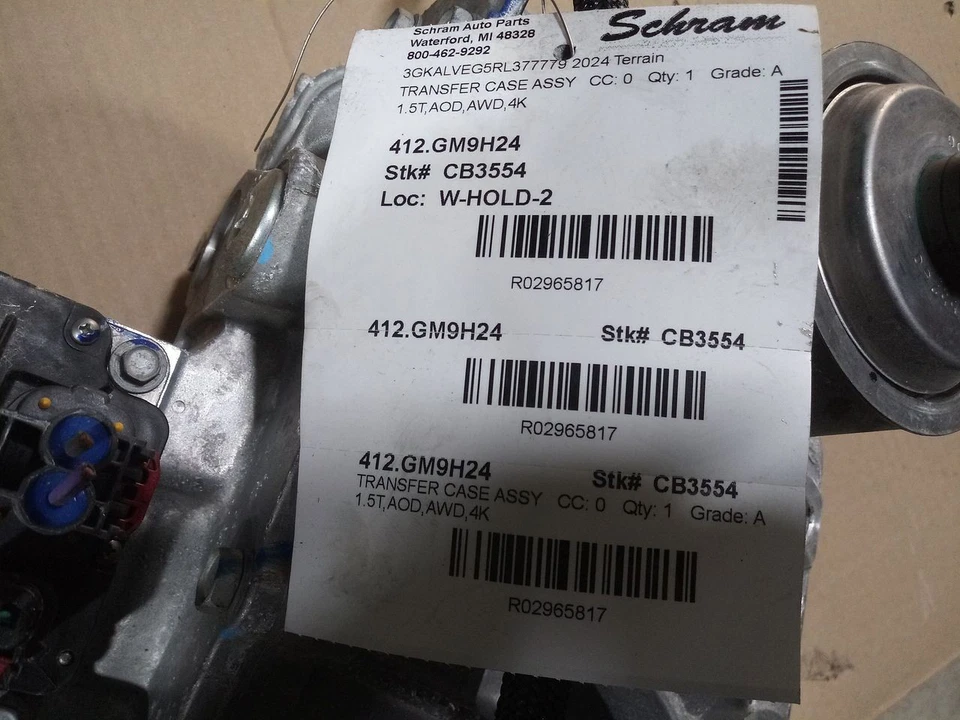 Schram Auto Parts
Waterford, MI 48328
800-462-9292
Schram
3GKALVEG5RL377779 2024 Terrain
TRANSFER CASE ASSY CC: 0 Qty: 1 Grade: A
1.5T,AOD,AWD,4K
412.GM9H24
Stk# CB3554
Loc: W-HOLD-2
R02965817
412.GM9H24 Stk# CB3554
R02965817
412.GM9H24 Stk# CB3554
TRANSFER CASE ASSY CC: 0 Qty: 1 Grade: A
1.5T,AOD,AWD,4K
R02965817